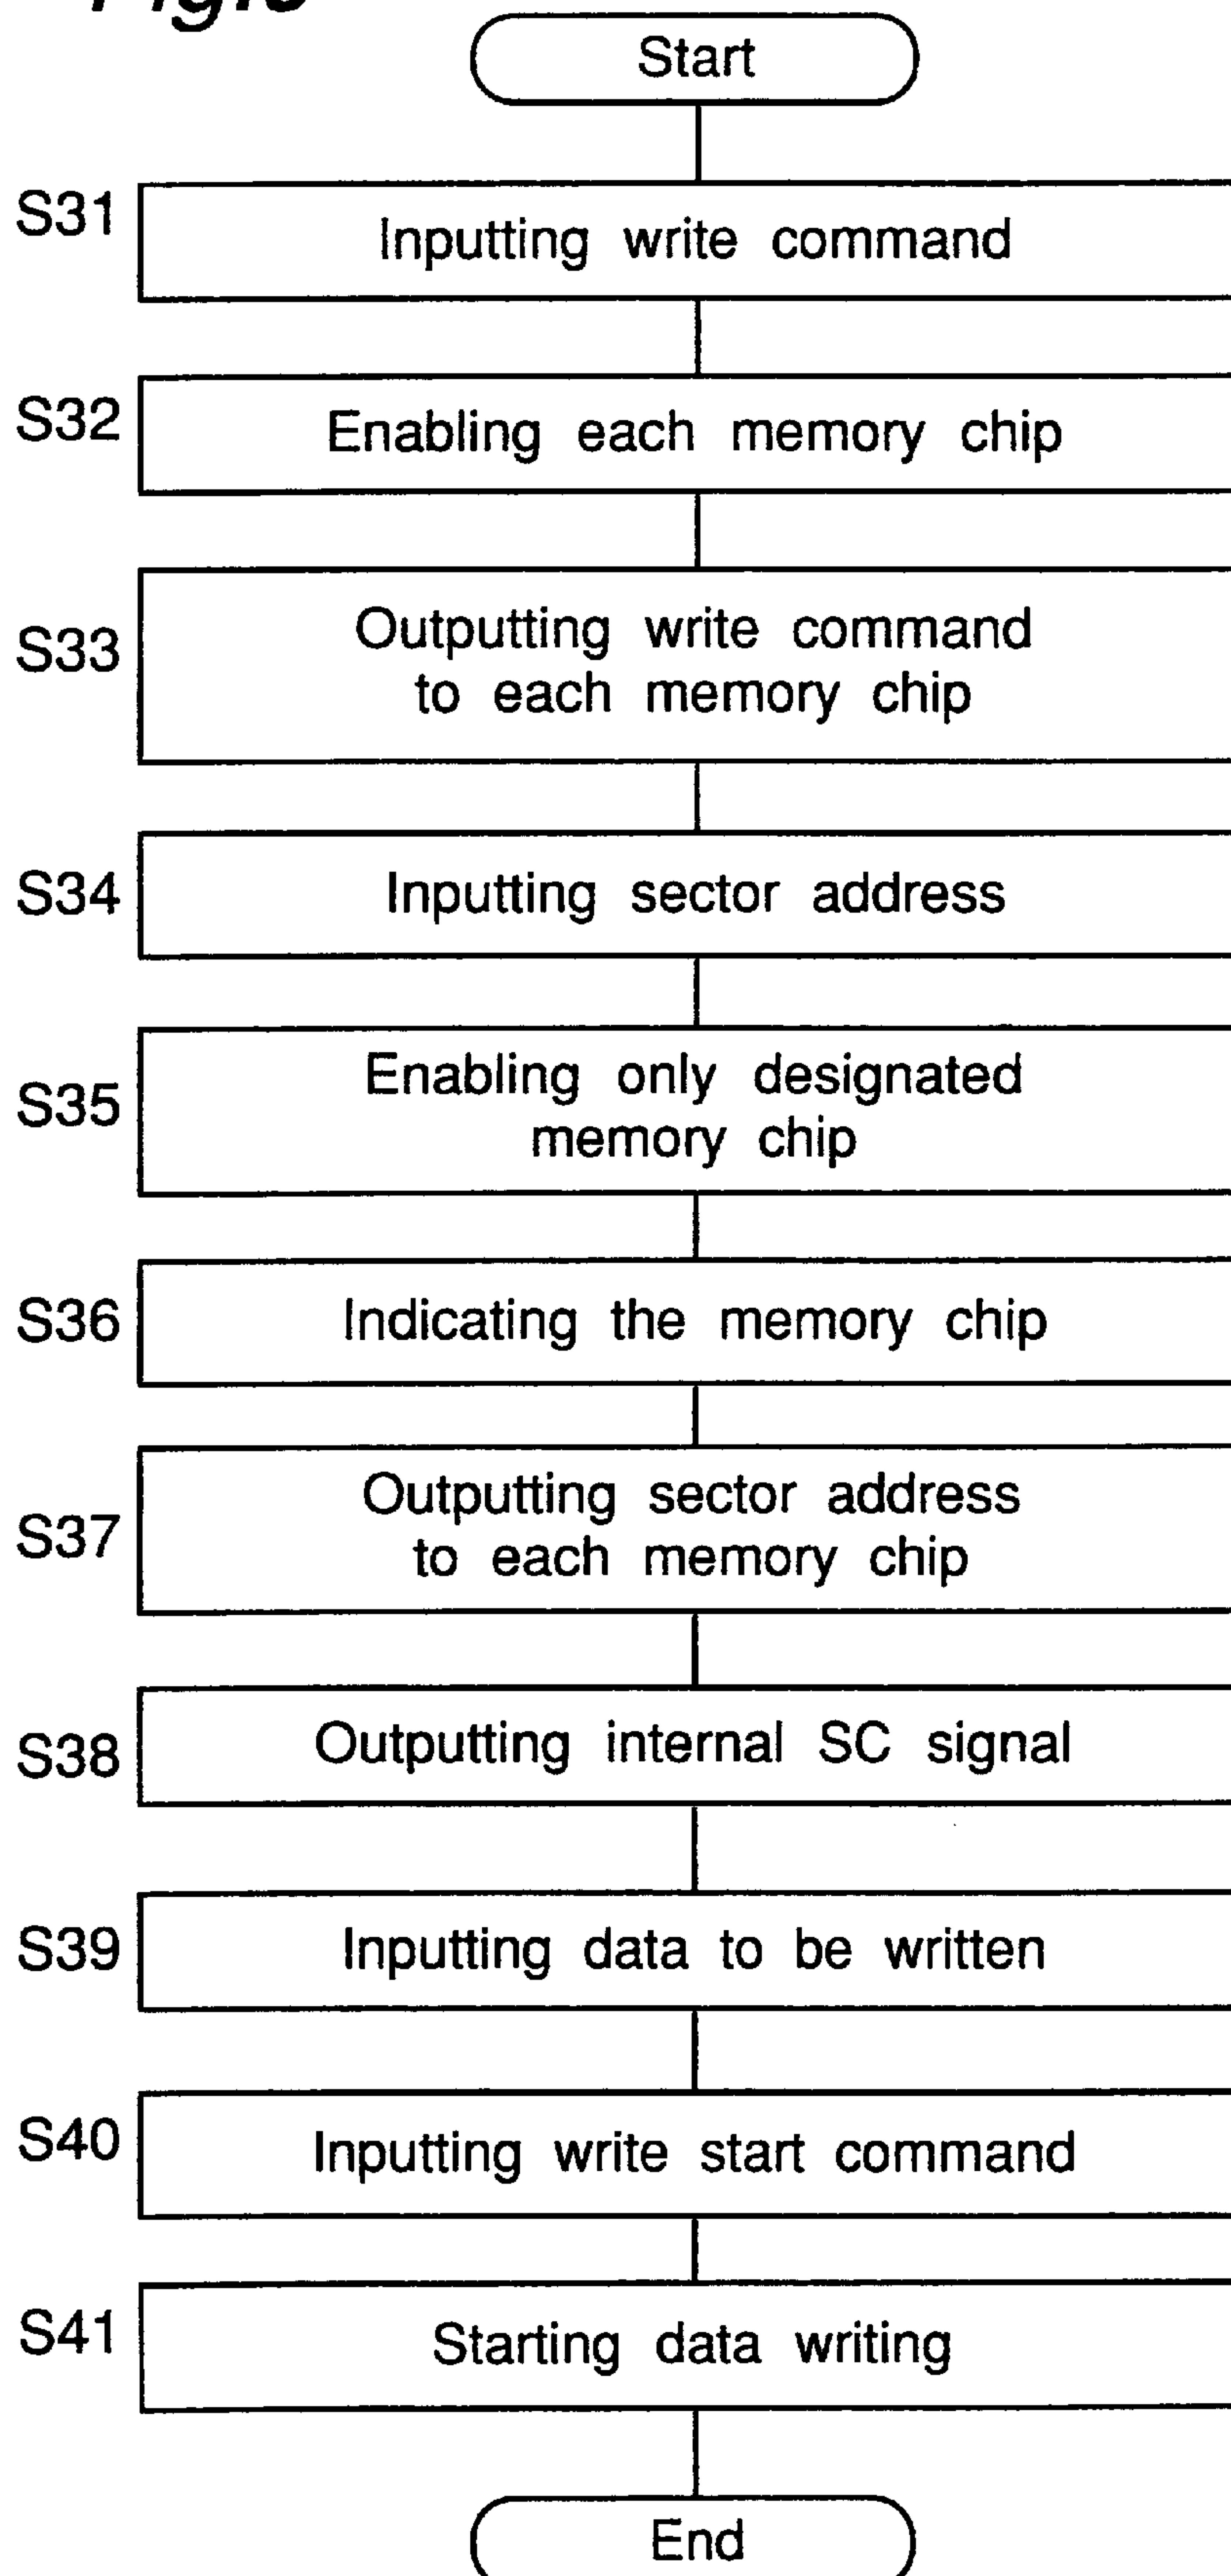 Start
S31 Inputting write command
S32 Enabling each memory chip
S33 Outputting write command
to each memory chip
S34 Inputting sector address
S35 Enabling only designated
memory chip
S36 Indicating the memory chip
S37 Outputting sector address
to each memory chip
S38 Outputting internal SC signal
S39 Inputting data to be written
S40 Inputting write start command
S41 Starting data writing
End